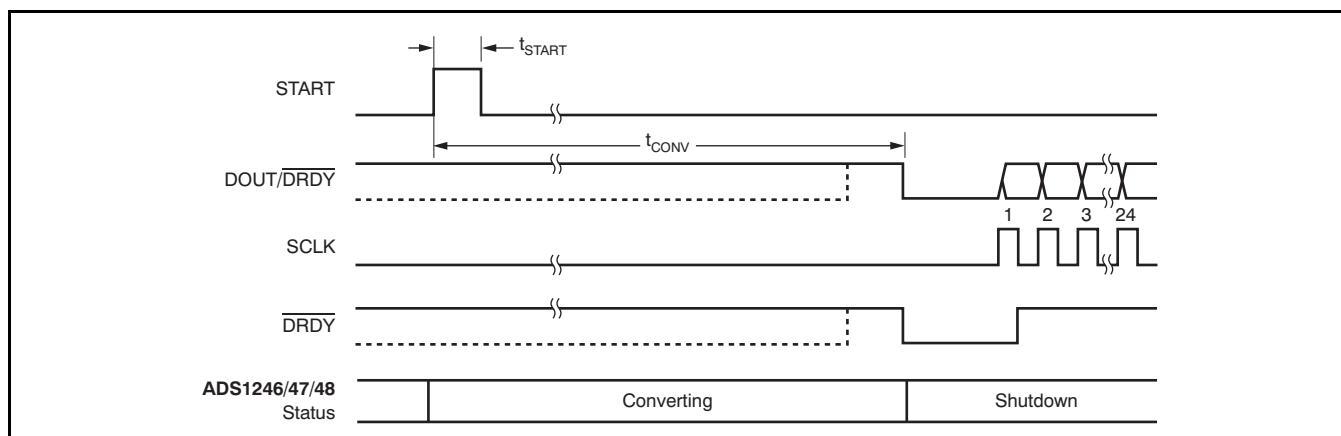 tSTART
START
tCONV
DOUT/DRDY
1 2 3 24
SCLK
DRDY
ADS1246/47/48
Status
Converting
Shutdown